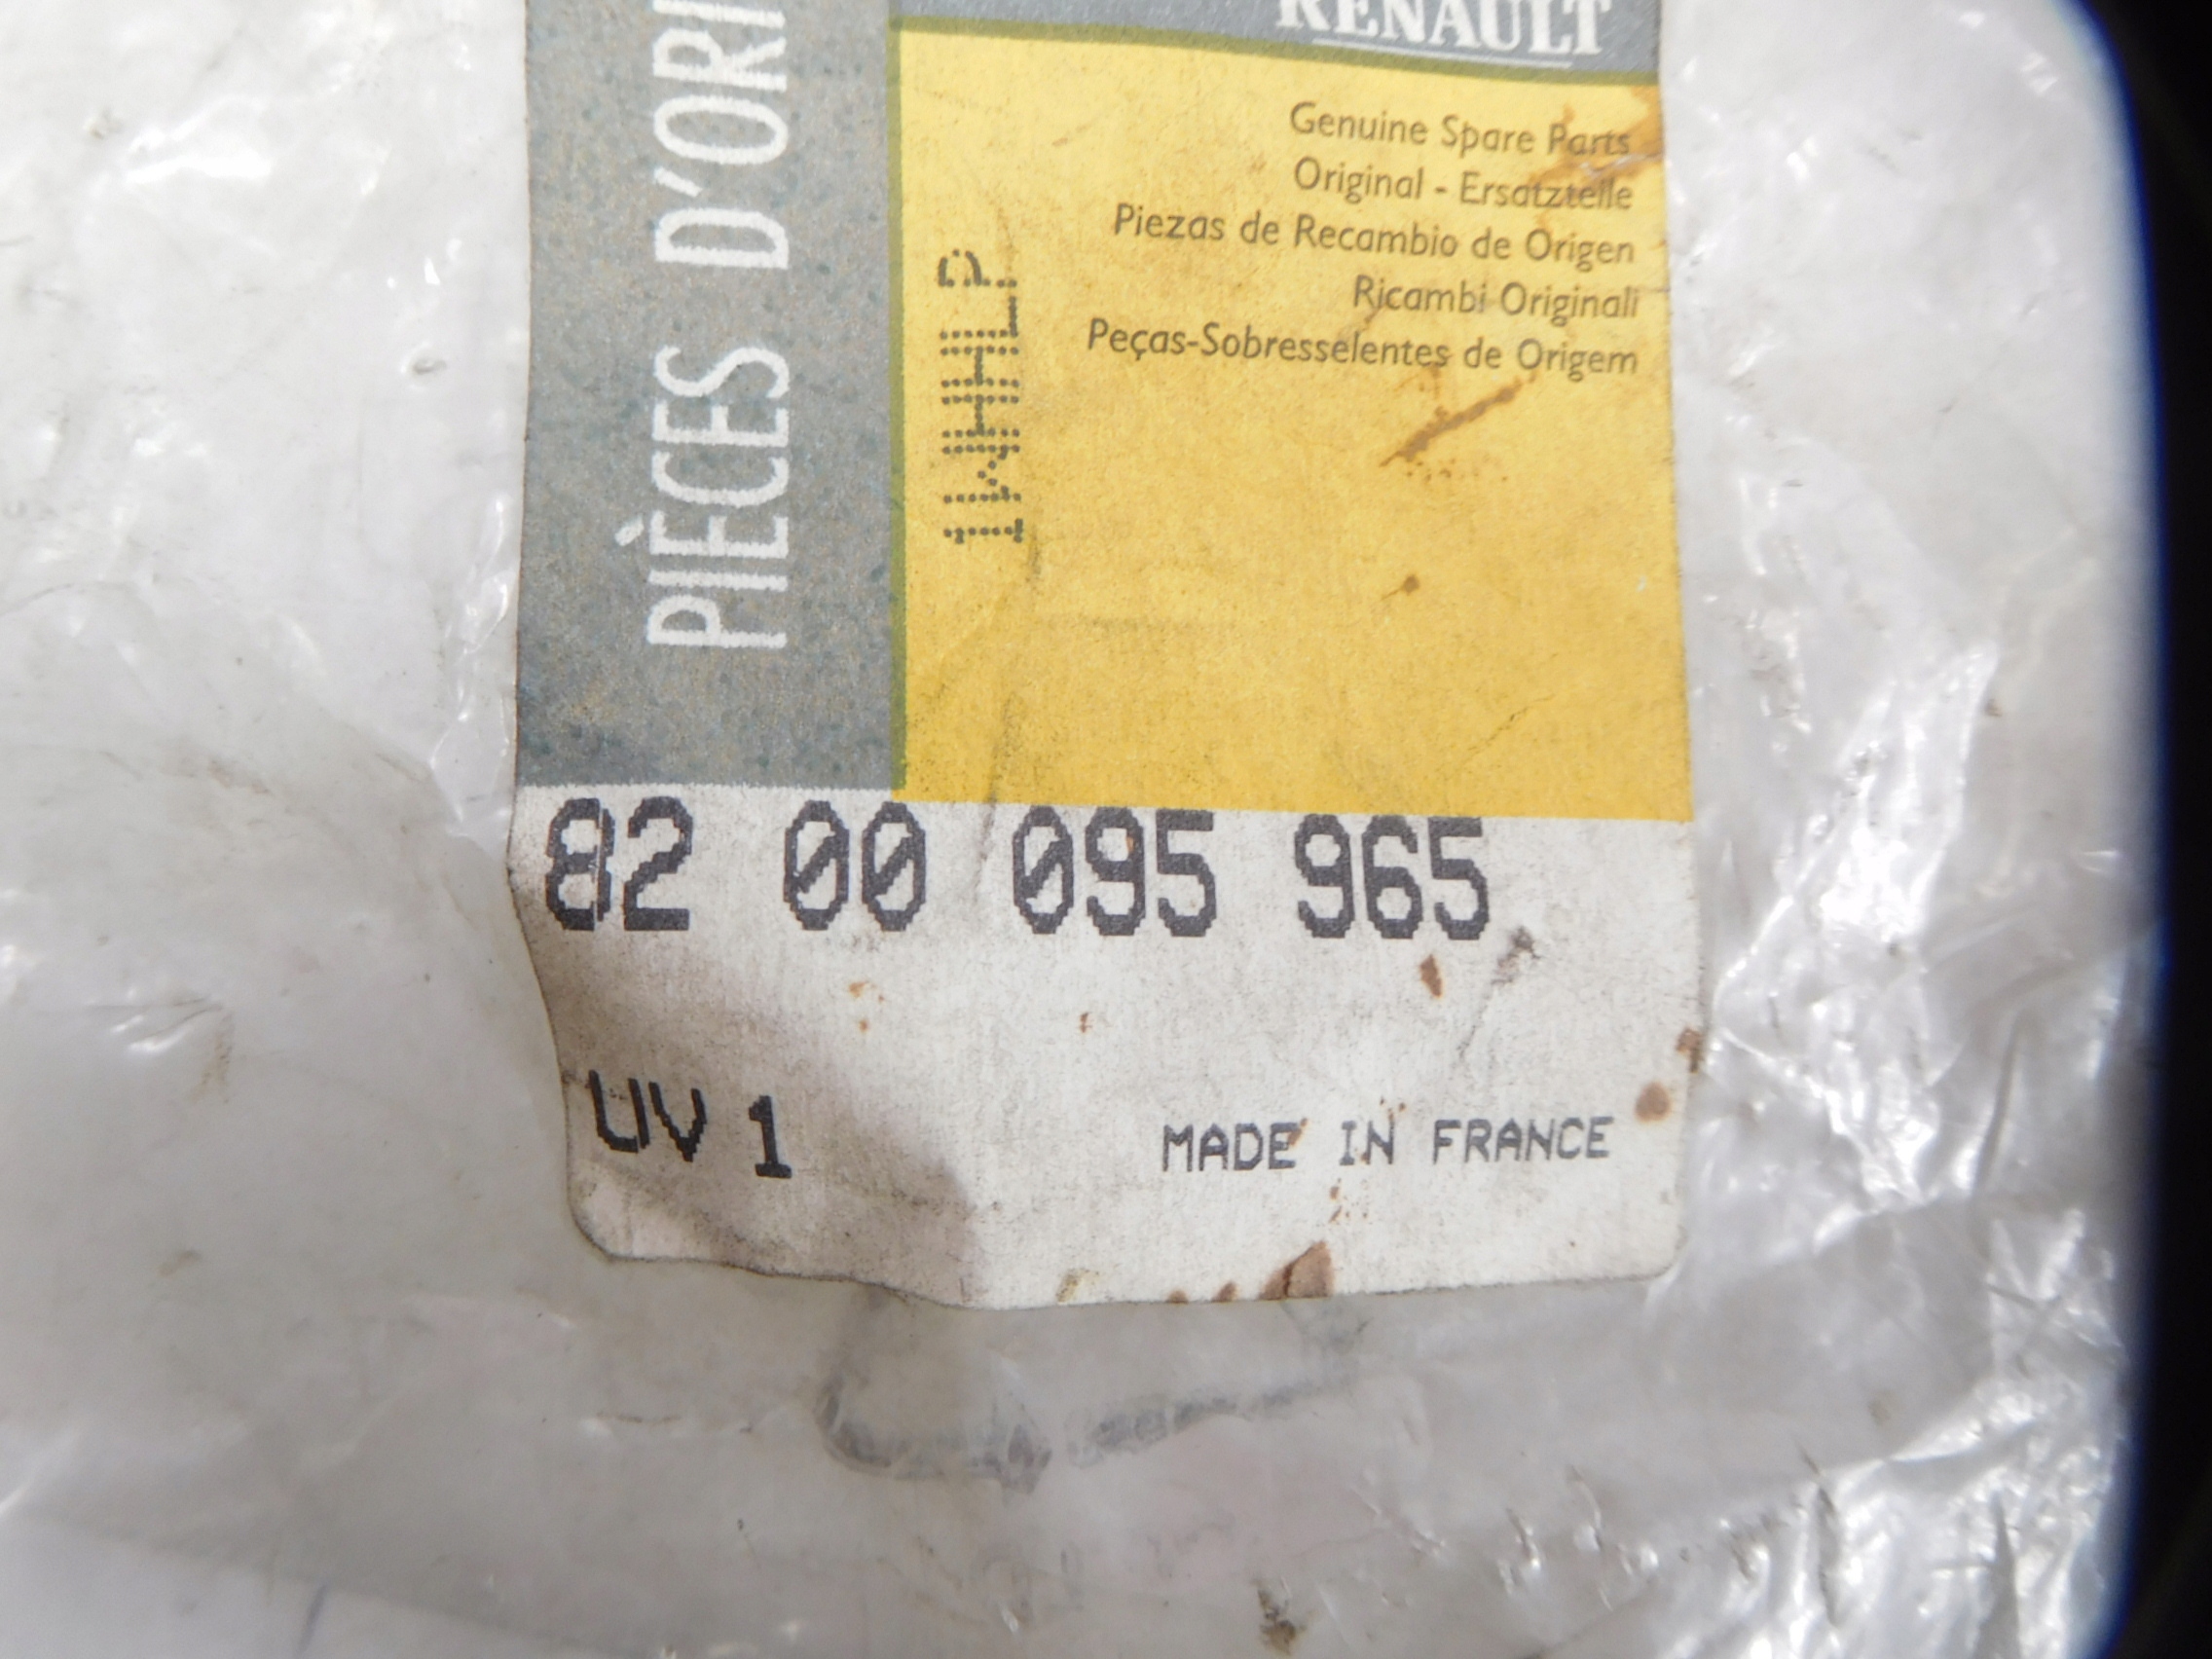 RENAULT
PIÈCES D'ORI
Genuine Spare Parts
Original - Ersatzteile
Piezas de Recambio de Origen
Ricambi Originali
Peças-Sobresselentes de Origem
1WHHLP
82 00 095 965
UV 1
MADE IN FRANCE